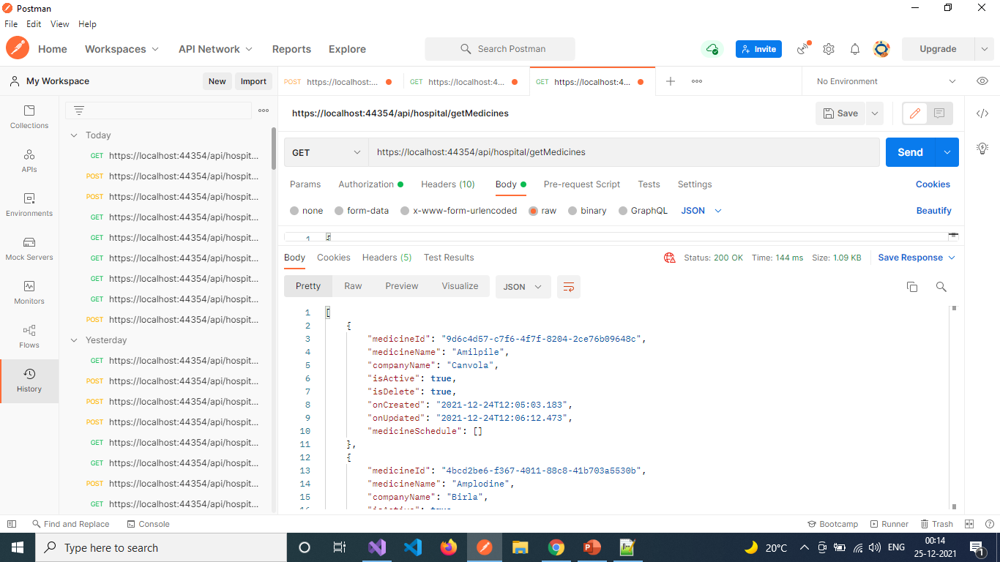 Postman
File Edit View Help
Home Workspaces API Network Reports Explore Search Postman Invite Upgrade
My Workspace New Import POST https://localhost:... GET https://localhost:4... GET https://localhost:4... No Environment
Collections
APIs
Environments
Mock Servers
Monitors
Flows
History
Today
GET https://localhost:44354/api/hospit...
POST https://localhost:44354/api/hospit...
POST https://localhost:44354/api/hospit...
GET https://localhost:44354/api/hospit...
GET https://localhost:44354/api/hospit...
GET https://localhost:44354/api/hospit...
GET https://localhost:44354/api/hospit...
GET https://localhost:44354/api/hospit...
POST https://localhost:44354/api/hospit...
Yesterday
GET https://localhost:44354/api/hospit...
POST https://localhost:44354/api/hospit...
POST https://localhost:44354/api/hospit...
POST https://localhost:44354/api/hospit...
GET https://localhost:44354/api/hospit...
GET https://localhost:44354/api/hospit...
POST https://localhost:44354/api/hospit...
GET https://localhost:44354/api/hospit...
https://localhost:44354/api/hospital/getMedicines Save
GET https://localhost:44354/api/hospital/getMedicines Send
Params Authorization Headers (10) Body Pre-request Script Tests Settings Cookies
none form-data x-www-form-urlencoded raw binary GraphQL JSON Beautify
1 {
Body Cookies Headers (5) Test Results Status: 200 OK Time: 144 ms Size: 1.09 KB Save Response
Pretty Raw Preview Visualize JSON
1 [
2 {
3 "medicineId": "9d6c4d57-c7f6-4f7f-8204-2ce76b09648c",
4 "medicineName": "Amilpile",
5 "companyName": "Canvola",
6 "isActive": true,
7 "isDelete": true,
8 "onCreated": "2021-12-24T12:05:03.183",
9 "onUpdated": "2021-12-24T12:06:12.473",
10 "medicineSchedule": []
11 },
12 {
13 "medicineId": "4bcd2be6-f367-4011-88c8-41b703a5530b",
14 "medicineName": "Amplodine",
15 "companyName": "Birla",
16 "isActive": true
Find and Replace Console Bootcamp Runner Trash
Type here to search 20°C ENG 00:14
25-12-2021
1